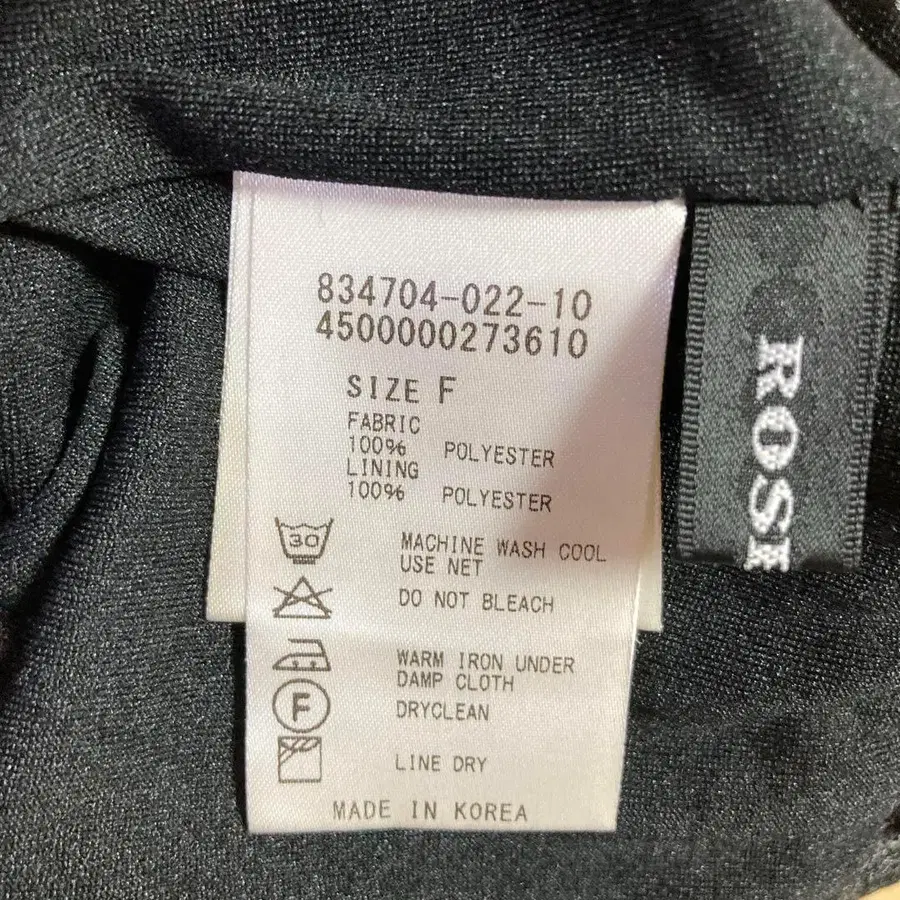 834704-022-10
4500000273610
SIZE F
FABRIC
100% POLYESTER
LINING
100% POLYESTER
30 MACHINE WASH COOL
USE NET
DO NOT BLEACH
WARM IRON UNDER
DAMP CLOTH
F DRYCLEAN
LINE DRY
MADE IN KOREA
ROSE